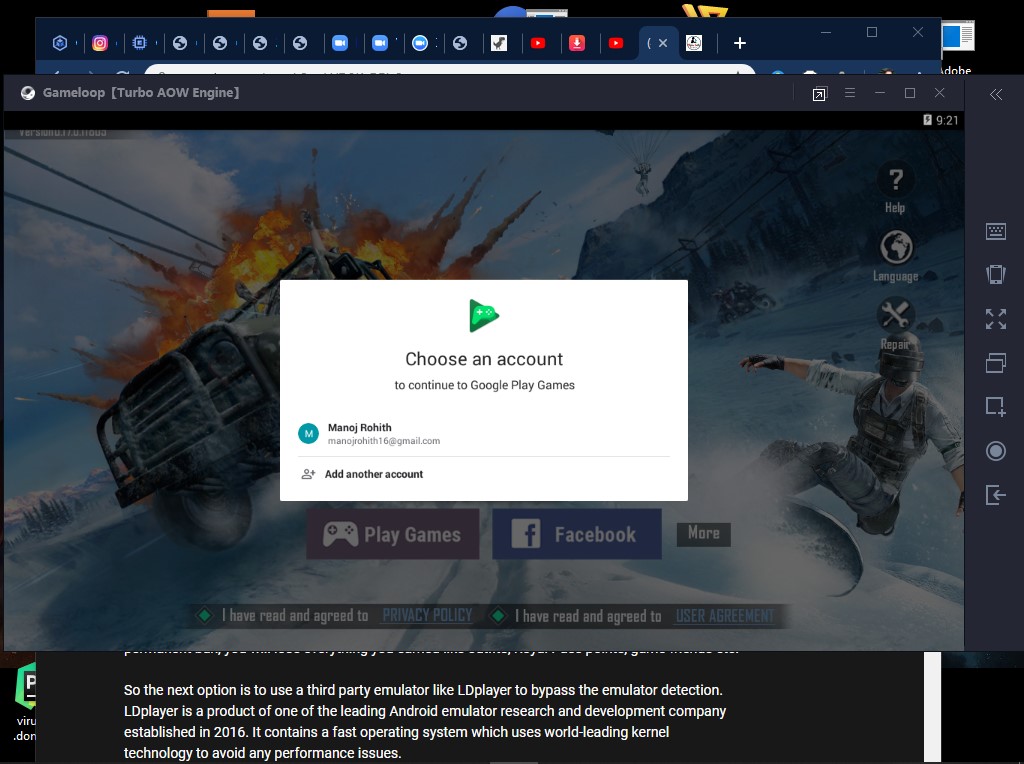 Adobe
Gameloop [Turbo AOW Engine]
9:21
?
Help
Language
Repair
Choose an account
to continue to Google Play Games
M
Manoj Rohith
manojrohith16@gmail.com
Add another account
Play Games
Facebook
More
I have read and agreed to PRIVACY POLICY I have read and agreed to USER AGREEMENT
So the next option is to use a third party emulator like LDplayer to bypass the emulator detection.
LDplayer is a product of one of the leading Android emulator research and development company
established in 2016. It contains a fast operating system which uses world-leading kernel
technology to avoid any performance issues.